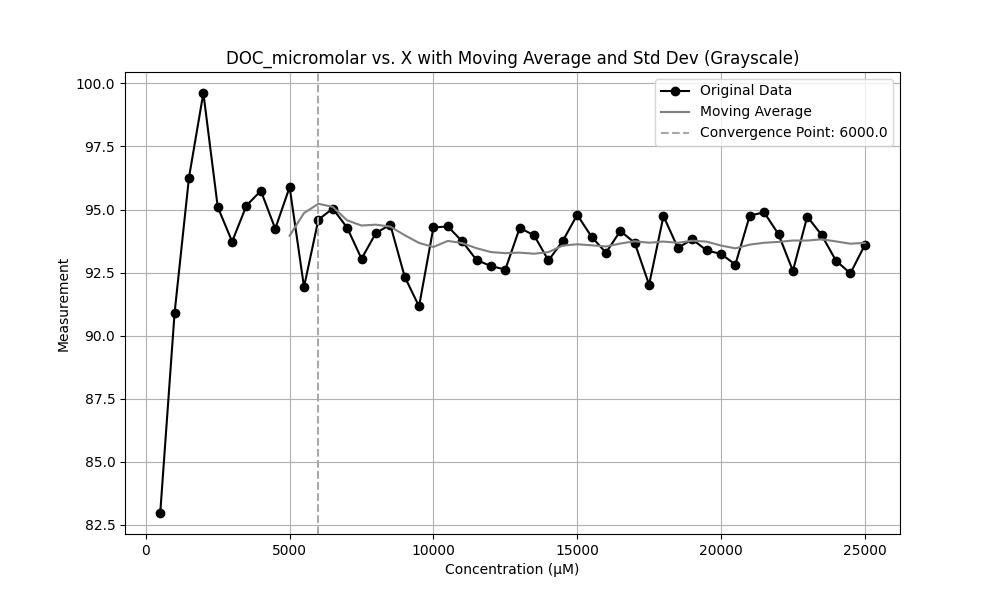 DOC_micromolar vs. X with Moving Average and Std Dev (Grayscale)
Original Data
Moving Average
Convergence Point: 6000.0
Measurement
100.0
97.5
95.0
92.5
90.0
87.5
85.0
82.5
0 5000 10000 15000 20000 25000
Concentration (μM)